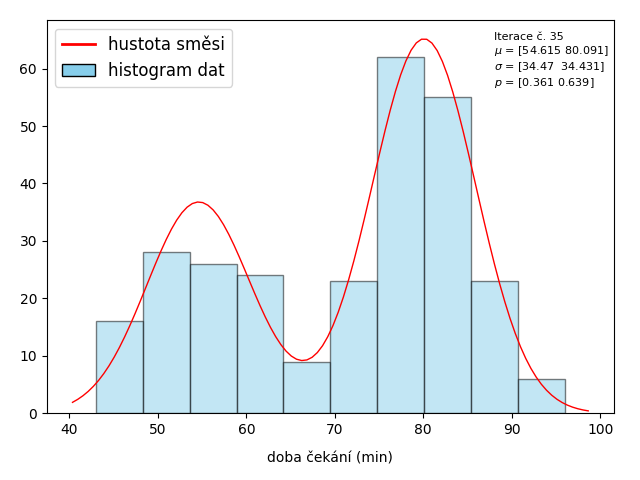 hustota směsi
histogram dat
Iterace č. 35
μ = [54.615 80.091]
σ = [34.47  34.431]
p = [0.361 0.639]
60
50
40
30
20
10
0
40
50
60
70
80
90
100
doba čekání (min)